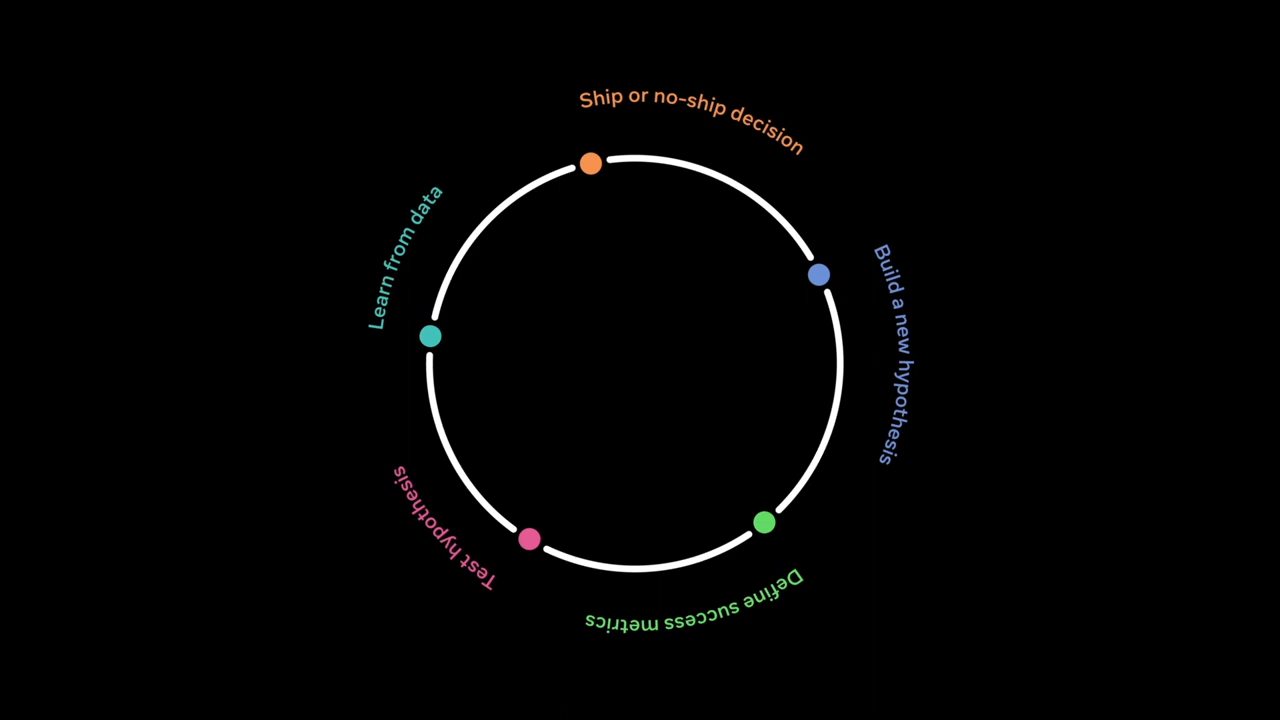 Ship or no-ship decision
Build a new hypothesis
Define success metrics
Test hypothesis
Learn from data